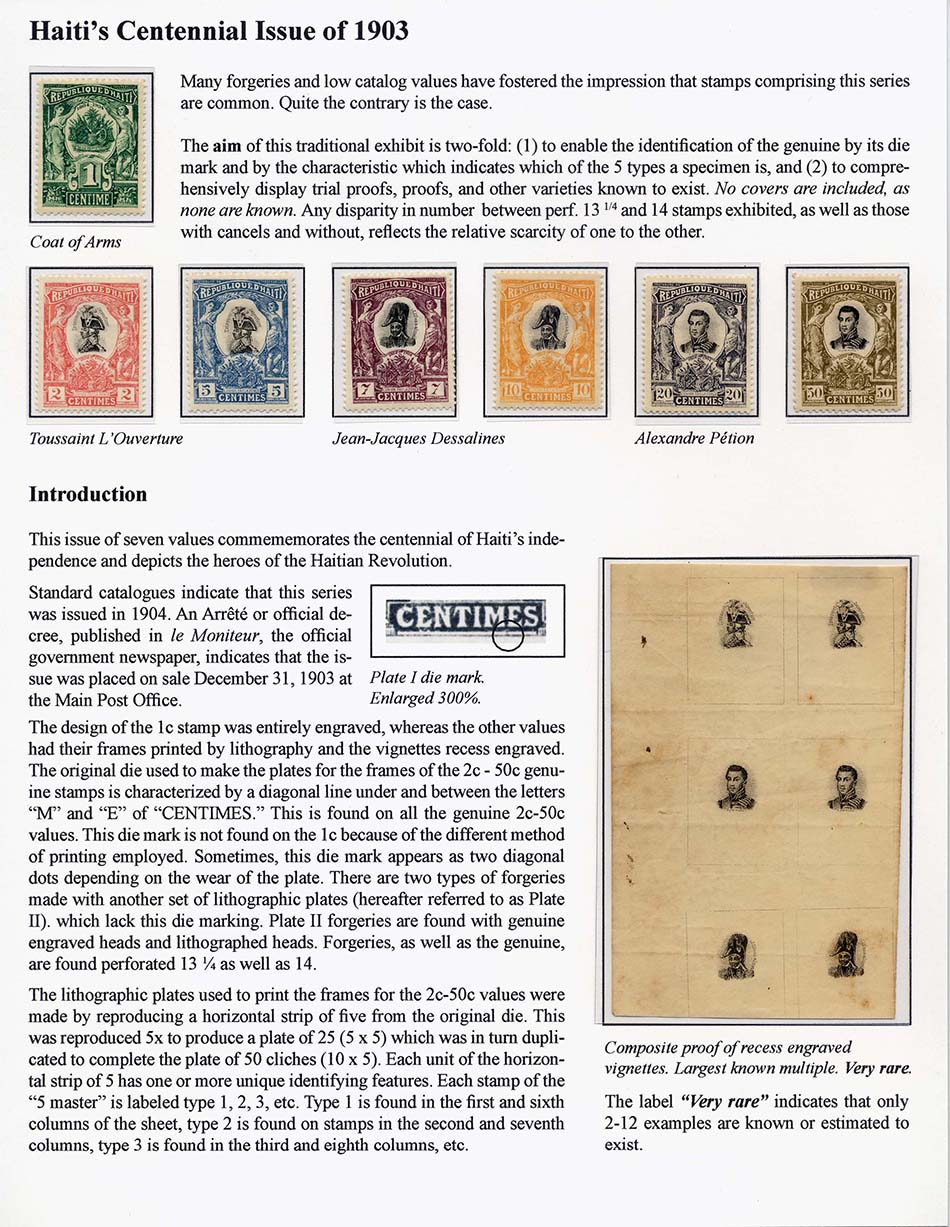 Haiti's Centennial Issue of 1903
REPUBLIQUE D'HAITI
1
CENTIME
Coat of Arms
Many forgeries and low catalog values have fostered the impression that stamps comprising this series
are common. Quite the contrary is the case.
The aim of this traditional exhibit is two-fold: (1) to enable the identification of the genuine by its die
mark and by the characteristic which indicates which of the 5 types a specimen is, and (2) to compre-
hensively display trial proofs, proofs, and other varieties known to exist. No covers are included, as
none are known. Any disparity in number between perf. 13 1/4 and 14 stamps exhibited, as well as those
with cancels and without, reflects the relative scarcity of one to the other.
REPUBLIQUE D'HAITI
2 2
CENTIMES
REPUBLIQUE D'HAITI
5 5
CENTIMES
REPUBLIQUE D'HAITI
7 7
CENTIMES
REPUBLIQUE D'HAITI
10 10
CENTIMES
REPUBLIQUE D'HAITI
20 20
CENTIMES
REPUBLIQUE D'HAITI
50 50
CENTIMES
Toussaint L'Ouverture
Jean-Jacques Dessalines
Alexandre Pétion
Introduction
This issue of seven values commememorates the centennial of Haiti's inde-
pendence and depicts the heroes of the Haitian Revolution.
Standard catalogues indicate that this series
was issued in 1904. An Arrêté or official de-
cree, published in le Moniteur, the official
government newspaper, indicates that the is-
sue was placed on sale December 31, 1903 at
the Main Post Office.
CENTIMES
Plate I die mark.
Enlarged 300%.
The design of the 1c stamp was entirely engraved, whereas the other values
had their frames printed by lithography and the vignettes recess engraved.
The original die used to make the plates for the frames of the 2c - 50c genu-
ine stamps is characterized by a diagonal line under and between the letters
“M” and “E” of “CENTIMES.” This is found on all the genuine 2c-50c
values. This die mark is not found on the 1c because of the different method
of printing employed. Sometimes, this die mark appears as two diagonal
dots depending on the wear of the plate. There are two types of forgeries
made with another set of lithographic plates (hereafter referred to as Plate
II). which lack this die marking. Plate II forgeries are found with genuine
engraved heads and lithographed heads. Forgeries, as well as the genuine,
are found perforated 13 ¼ as well as 14.
The lithographic plates used to print the frames for the 2c-50c values were
made by reproducing a horizontal strip of five from the original die. This
was reproduced 5x to produce a plate of 25 (5 x 5) which was in turn dupli-
cated to complete the plate of 50 cliches (10 x 5). Each unit of the horizon-
tal strip of 5 has one or more unique identifying features. Each stamp of the
“5 master” is labeled type 1, 2, 3, etc. Type 1 is found in the first and sixth
columns of the sheet, type 2 is found on stamps in the second and seventh
columns, type 3 is found in the third and eighth columns, etc.
Composite proof of recess engraved
vignettes. Largest known multiple. Very rare.
The label “Very rare” indicates that only
2-12 examples are known or estimated to
exist.